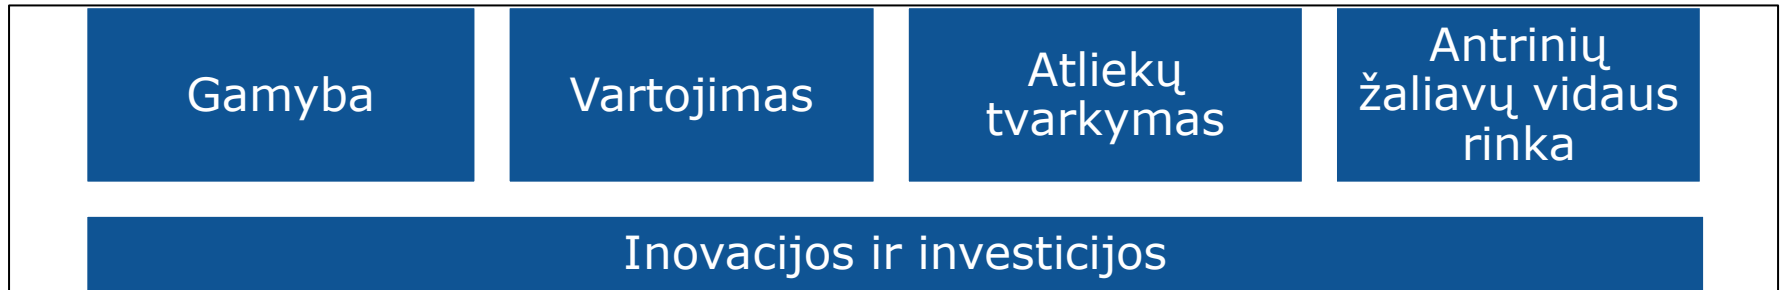 Gamyba
Vartojimas
Atliekų
tvarkymas
Antrinių
žaliavų vidaus
rinka
Inovacijos ir investicijos